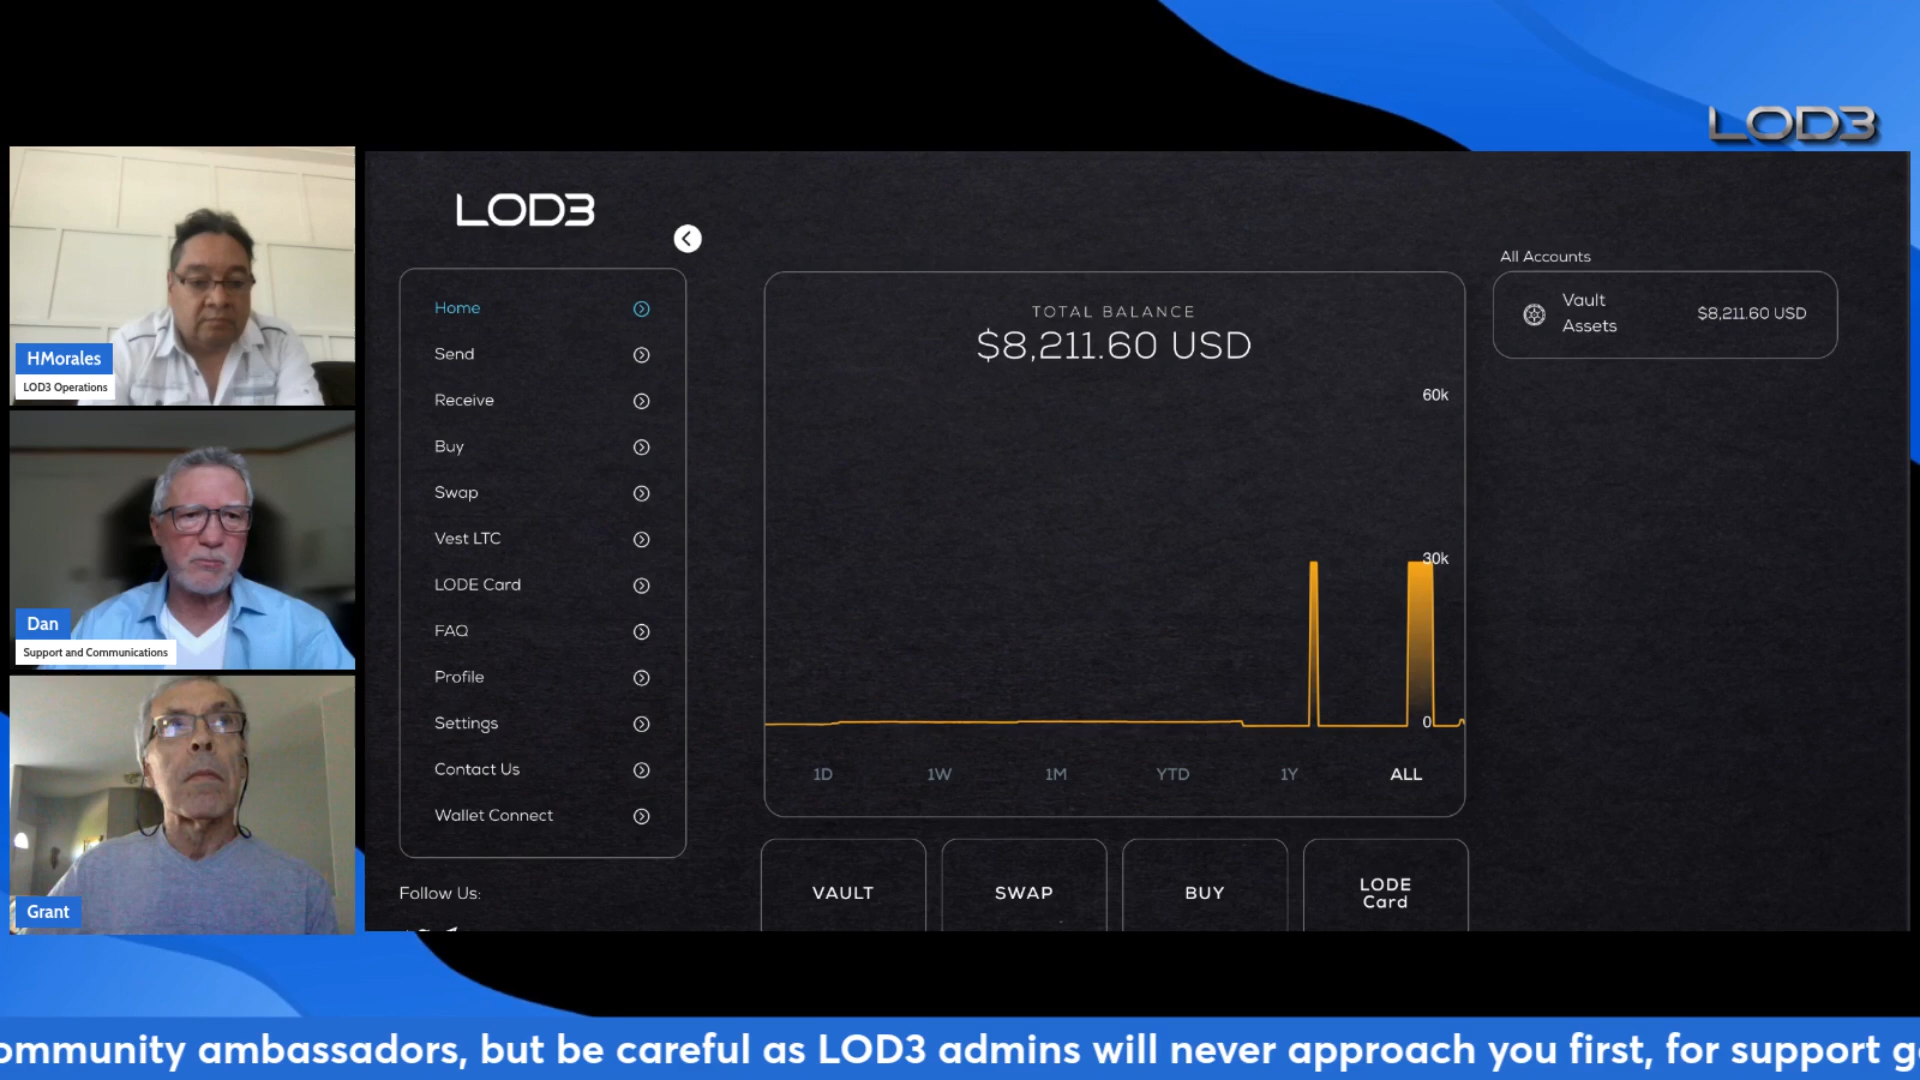 LOD3
HMorales
LOD3 Operations
Dan
Support and Communications
Grant
LOD3
Home
Send
Receive
Buy
Swap
Vest LTC
LODE Card
FAQ
Profile
Settings
Contact Us
Wallet Connect
Follow Us:
TOTAL BALANCE
$8,211.60 USD
60k
30k
0
1D 1W 1M YTD 1Y ALL
VAULT
SWAP
BUY
LODE
Card
All Accounts
Vault
Assets
$8,211.60 USD
ommunity ambassadors, but be careful as LOD3 admins will never approach you first, for support g